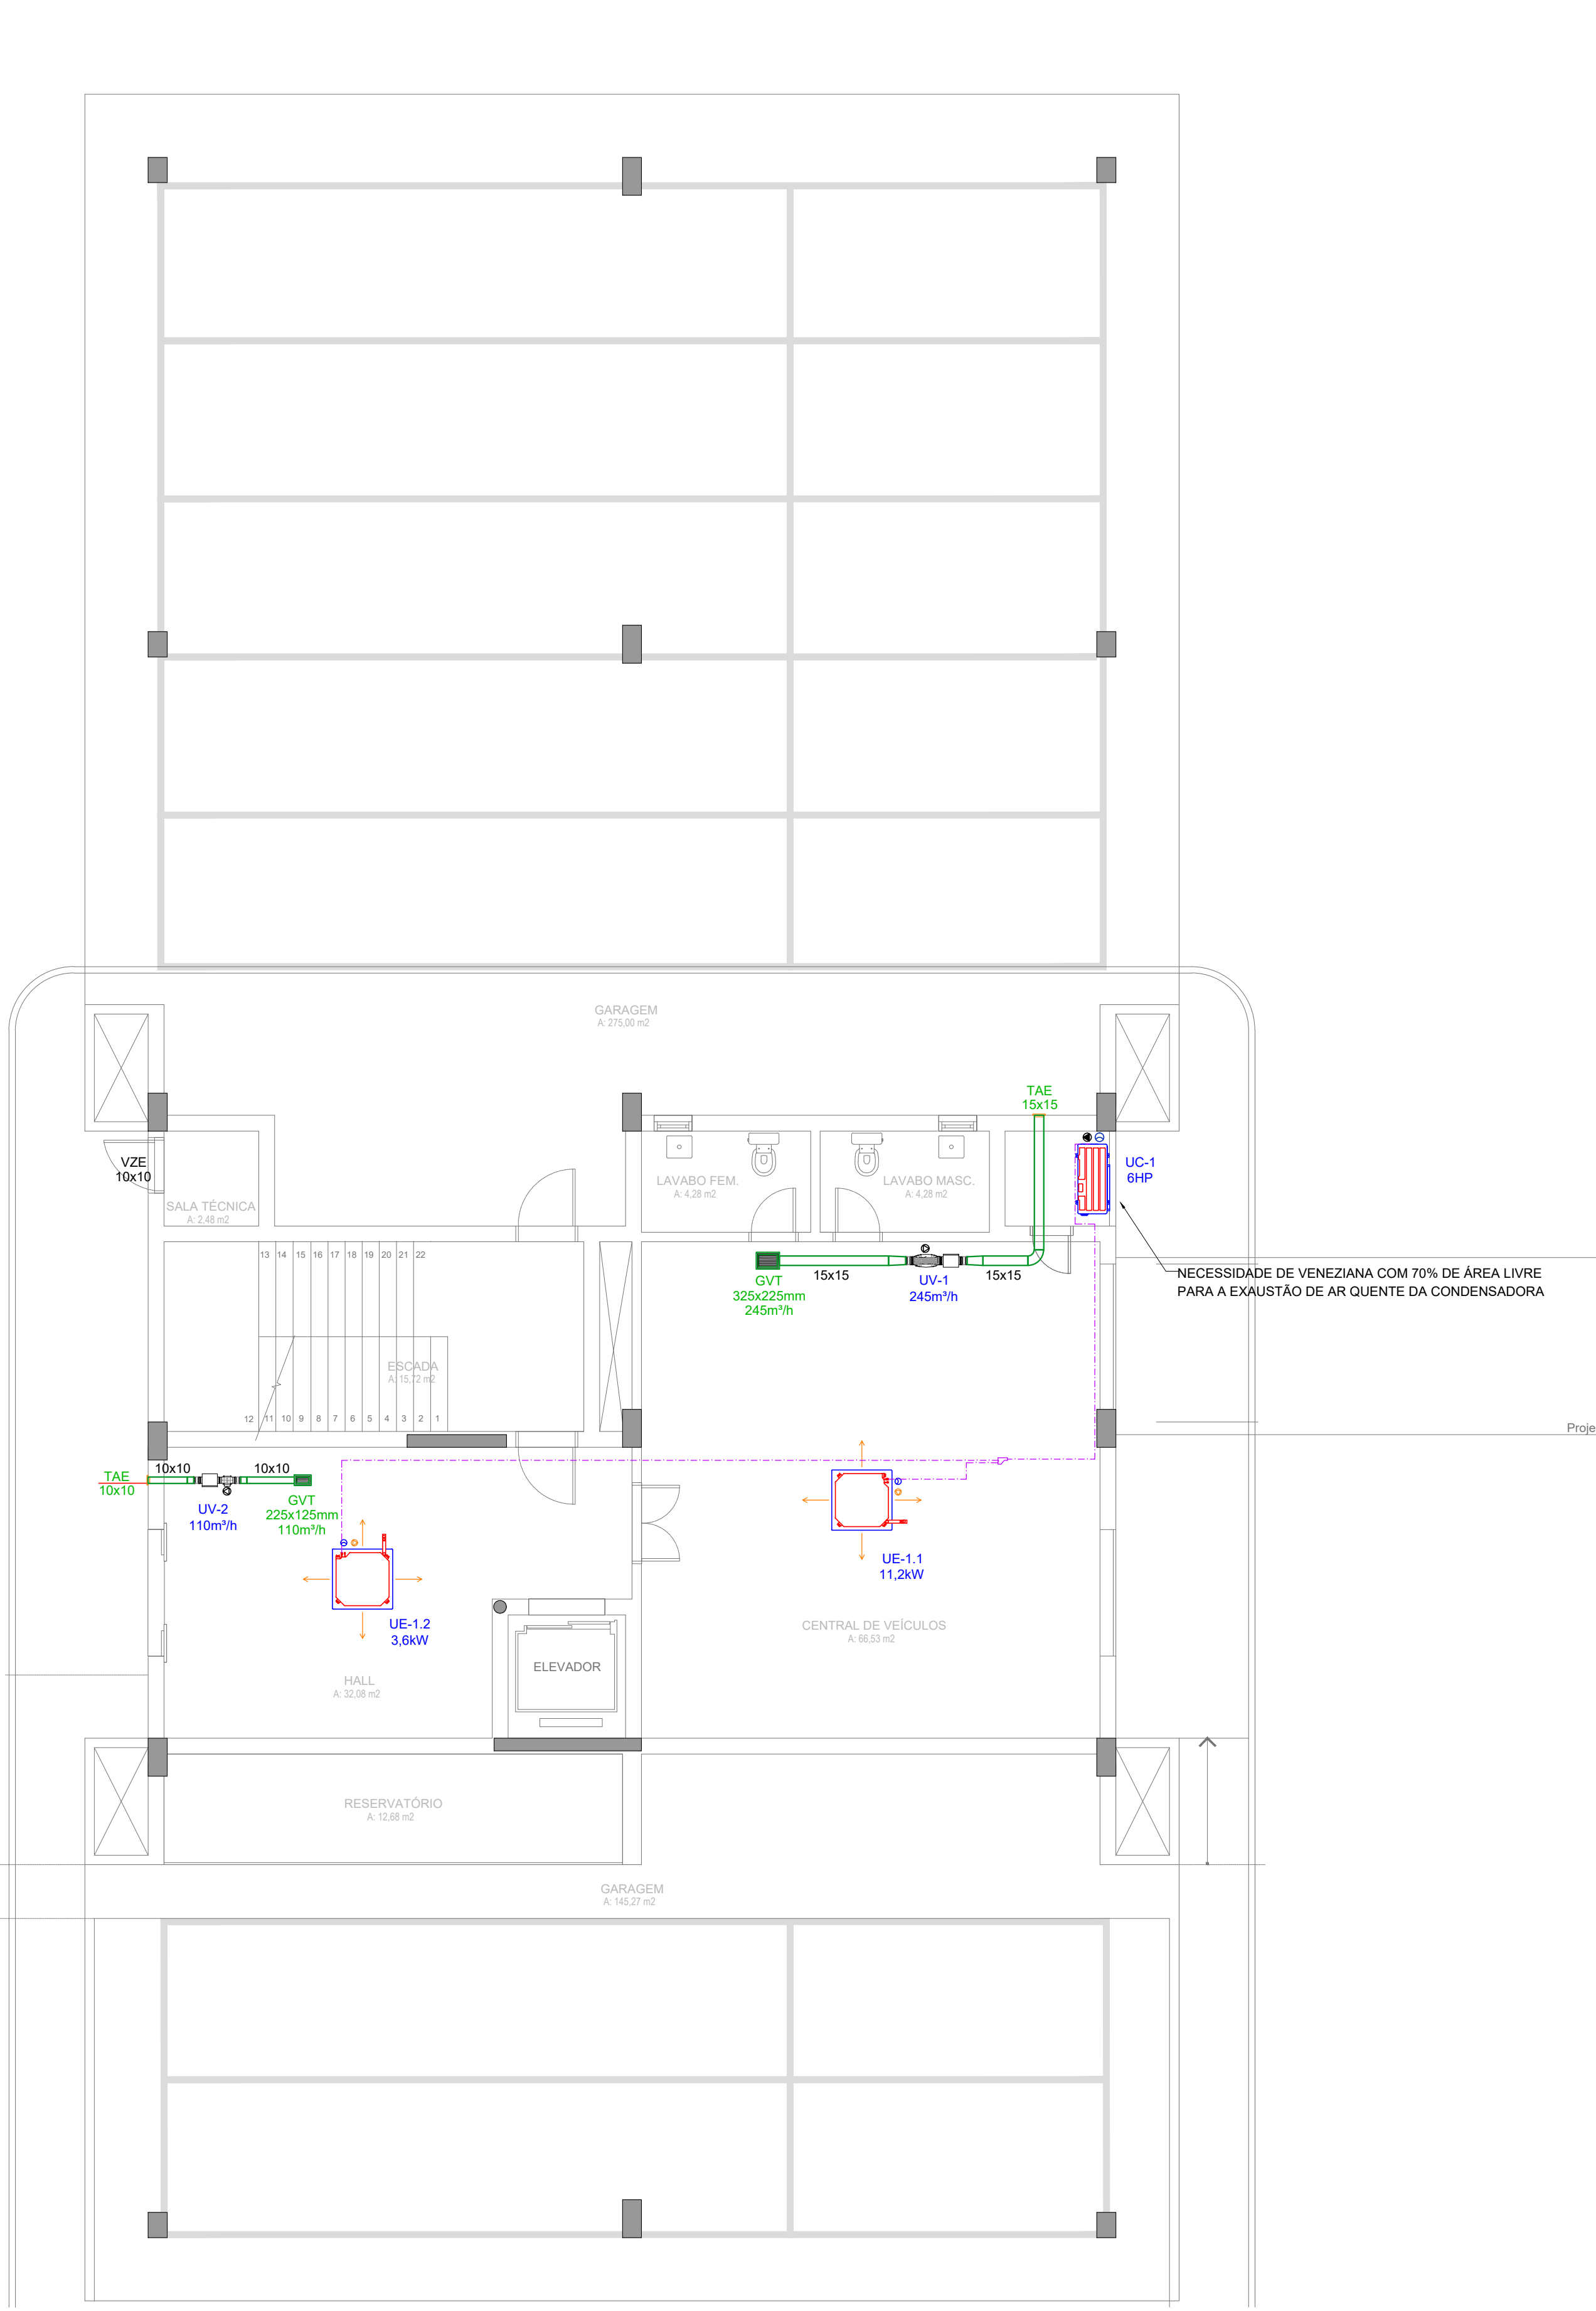 GARAGEM
A: 275,00 m2
TAE
15x15
VZE
10x10
UC-1
6HP
LAVABO FEM.
A: 4,28 m2
LAVABO MASC.
A: 4,28 m2
SALA TÉCNICA
A: 2,48 m2
13 14 15 16 17 18 19 20 21 22
NECESSIDADE DE VENEZIANA COM 70% DE ÁREA LIVRE
PARA A EXAUSTÃO DE AR QUENTE DA CONDENSADORA
GVT
325x225mm
245m³/h
15x15
UV-1
245m³/h
15x15
ESCADA
A: 15,72 m2
12 11 10 9 8 7 6 5 4 3 2 1
Proje
TAE
10x10
10x10
10x10
UV-2
110m³/h
GVT
225x125mm
110m³/h
UE-1.1
11,2kW
UE-1.2
3,6kW
CENTRAL DE VEÍCULOS
A: 66,53 m2
ELEVADOR
HALL
A: 32,08 m2
RESERVATÓRIO
A: 12,68 m2
GARAGEM
A: 145,27 m2